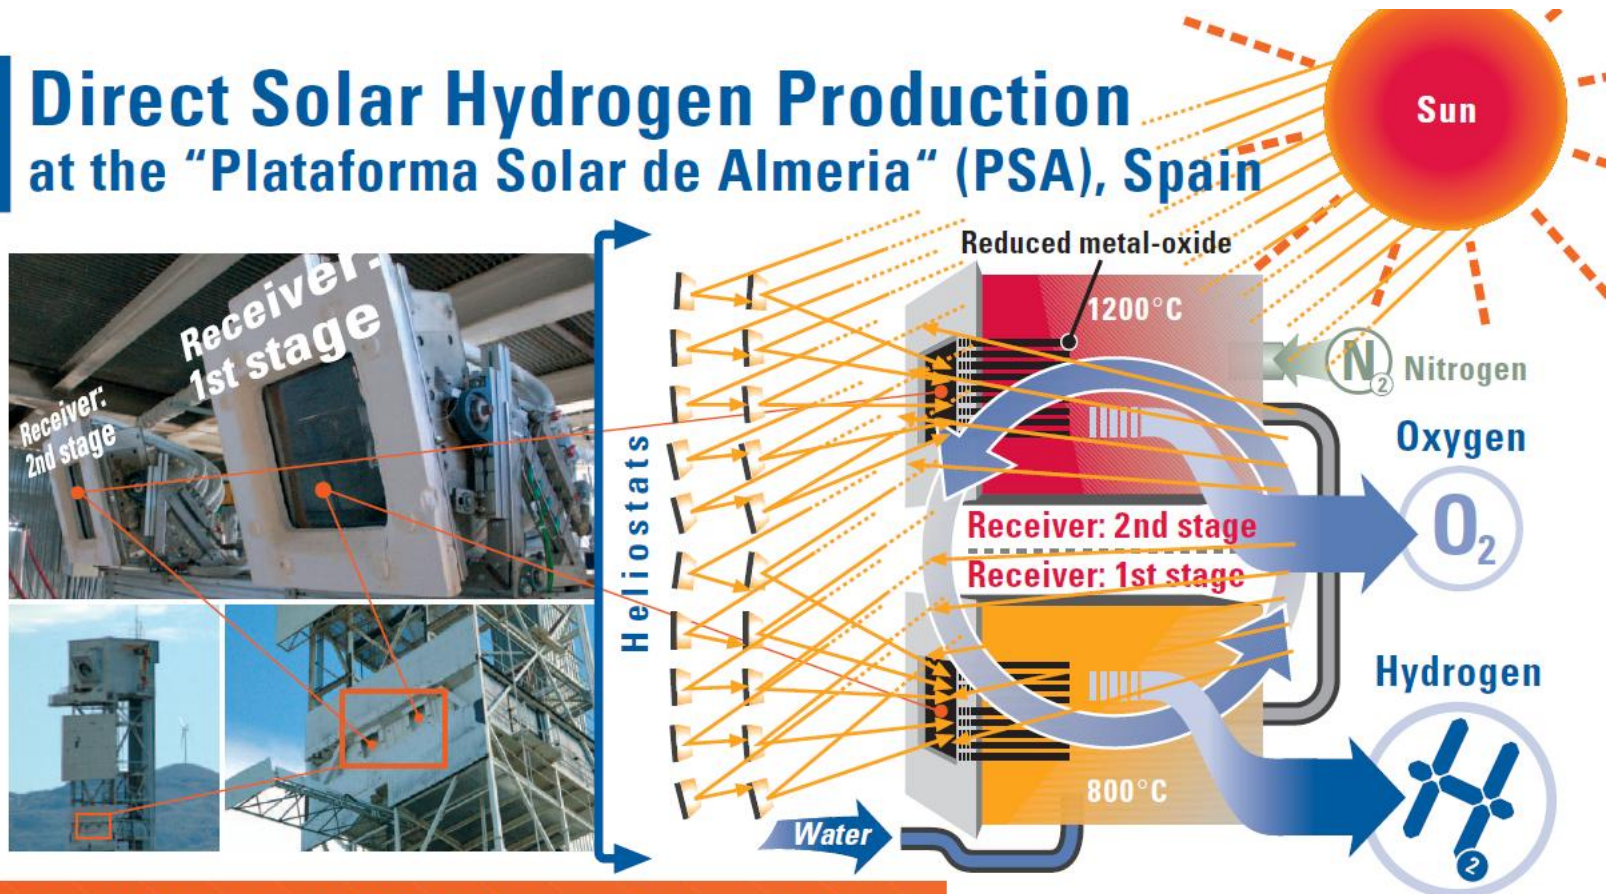 Direct Solar Hydrogen Production
at the “Plataforma Solar de Almeria“ (PSA), Spain
Sun
Receiver:
1st stage
Receiver:
2nd stage
Heliostats
Reduced metal-oxide
1200°C
N2
Nitrogen
Oxygen
O2
Receiver: 2nd stage
Receiver: 1st stage
Hydrogen
H2
800°C
Water